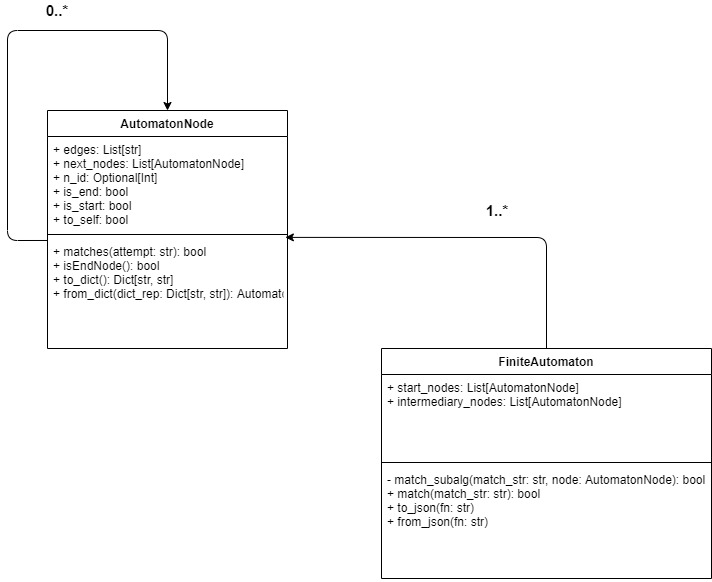 0..*
AutomatonNode
+ edges: List[str]
+ next_nodes: List[AutomatonNode]
+ n_id: Optional[Int]
+ is_end: bool
+ is_start: bool
+ to_self: bool
+ matches(attempt: str): bool
+ isEndNode(): bool
+ to_dict(): Dict[str, str]
+ from_dict(dict_rep: Dict[str, str]): Automat
1..*
FiniteAutomaton
+ start_nodes: List[AutomatonNode]
+ intermediary_nodes: List[AutomatonNode]
- match_subalg(match_str: str, node: AutomatonNode): bool
+ match(match_str: str): bool
+ to_json(fn: str)
+ from_json(fn: str)